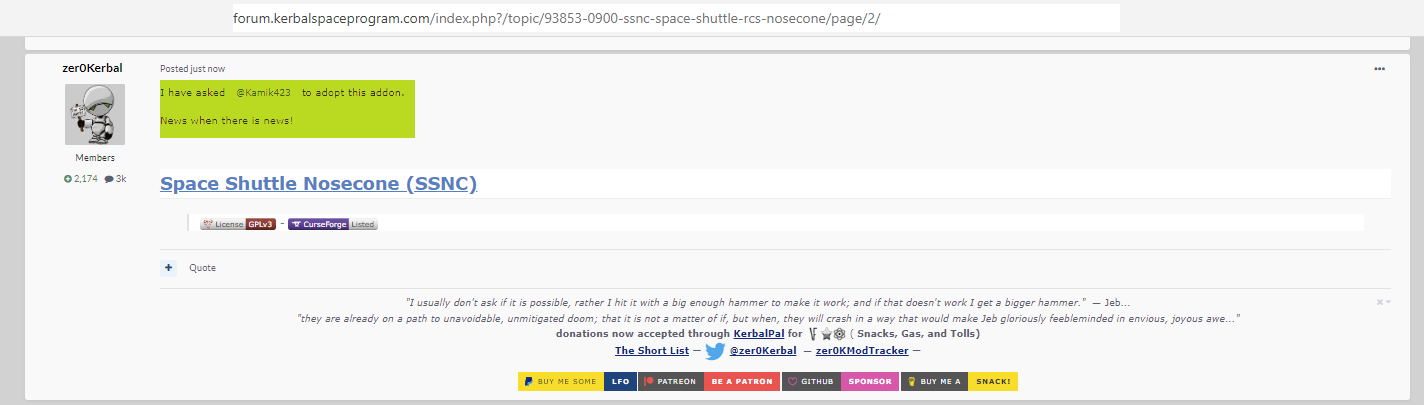 forum.kerbalspaceprogram.com/index.php?/topic/93853-0900-ssnc-space-shuttle-rcs-nosecone/page/2/
zer0Kerbal
Posted just now
I have asked @Kamik423 to adopt this addon.
News when there is news!
Members
2,174 3k
Space Shuttle Nosecone (SSNC)
License GPLv3 - CurseForge Listed
+ Quote
"I usually don't ask if it is possible, rather I hit it with a big enough hammer to make it work; and if that doesn't work I get a bigger hammer." — Jeb...
"they are already on a path to unavoidable, unmitigated doom; that it is not a matter of if, but when, they will crash in a way that would make Jeb gloriously feebleminded in envious, joyous awe..."
donations now accepted through KerbalPal for ( Snacks, Gas, and Tolls)
The Short List — @zer0Kerbal — zer0KModTracker —
BUY ME SOME LFO PATREON BE A PATRON GITHUB SPONSOR BUY ME A SNACK!